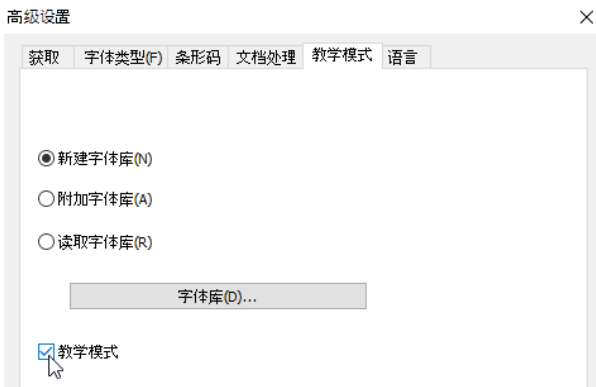 高级设置
获取 字体类型(F) 条形码 文档处理 教学模式 语言
新建字体库(N)
附加字体库(A)
读取字体库(R)
字体库(D)...
教学模式